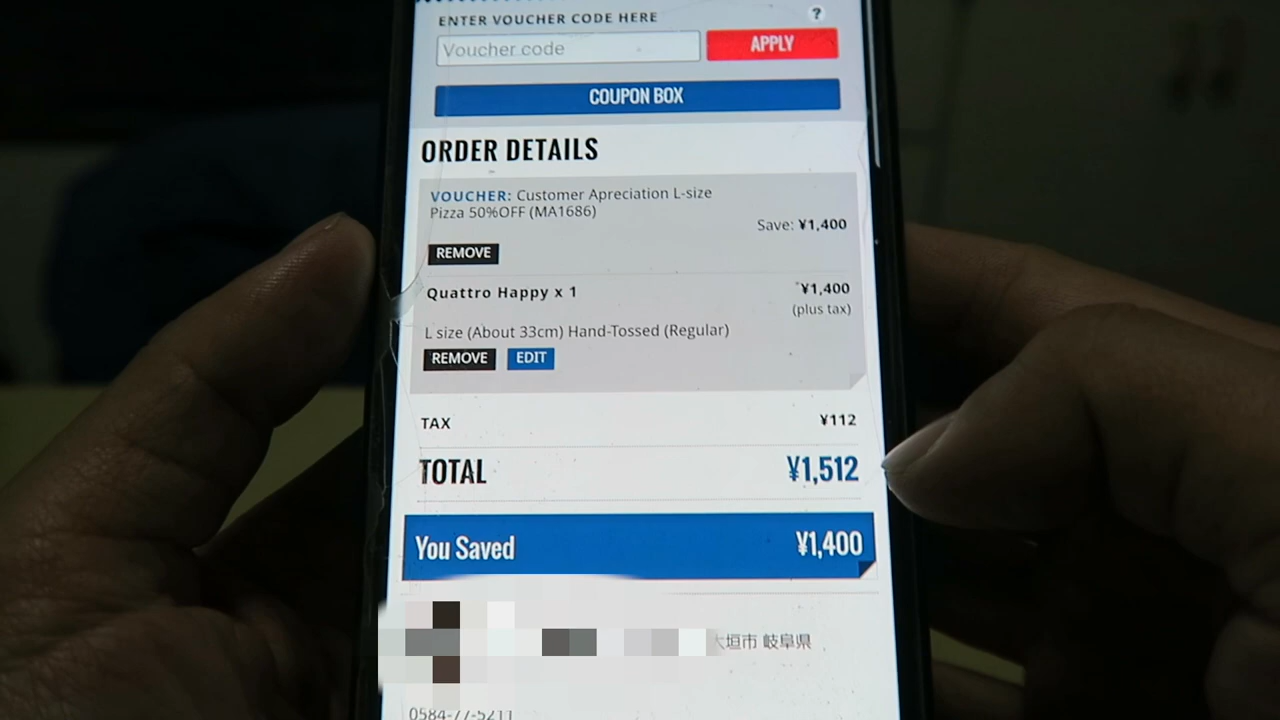 ENTER VOUCHER CODE HERE
?
Voucher code
APPLY
COUPON BOX
ORDER DETAILS
VOUCHER: Customer Apreciation L-size
Pizza 50%OFF (MA1686)
Save: ¥1,400
REMOVE
Quattro Happy x 1
¥1,400
(plus tax)
L size (About 33cm) Hand-Tossed (Regular)
REMOVE EDIT
TAX ¥112
TOTAL ¥1,512
You Saved ¥1,400
大垣市 岐阜県
0584-77-5211